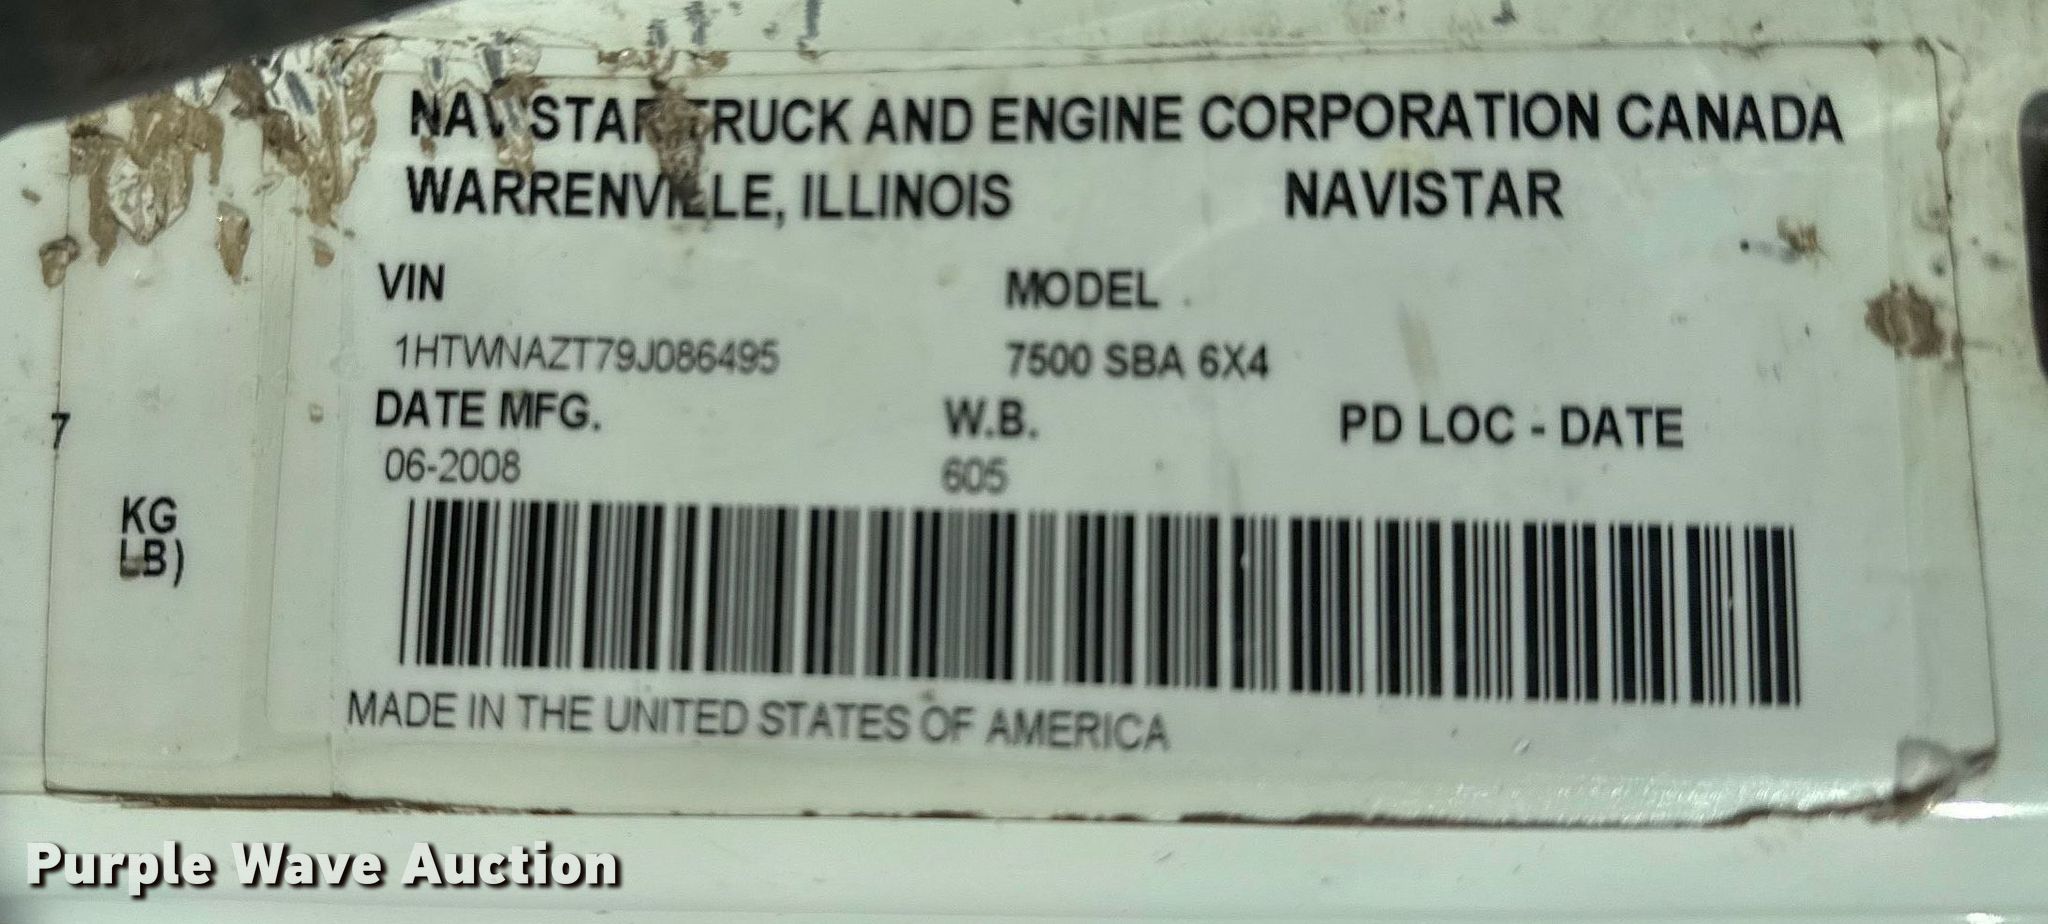 NAVISTAR TRUCK AND ENGINE CORPORATION CANADA
WARRENVILLE, ILLINOIS NAVISTAR
VIN MODEL
1HTWNAZT79J086495 7500 SBA 6X4
DATE MFG. W.B. PD LOC - DATE
06-2008 605
7
KG
LB)
MADE IN THE UNITED STATES OF AMERICA
Purple Wave Auction